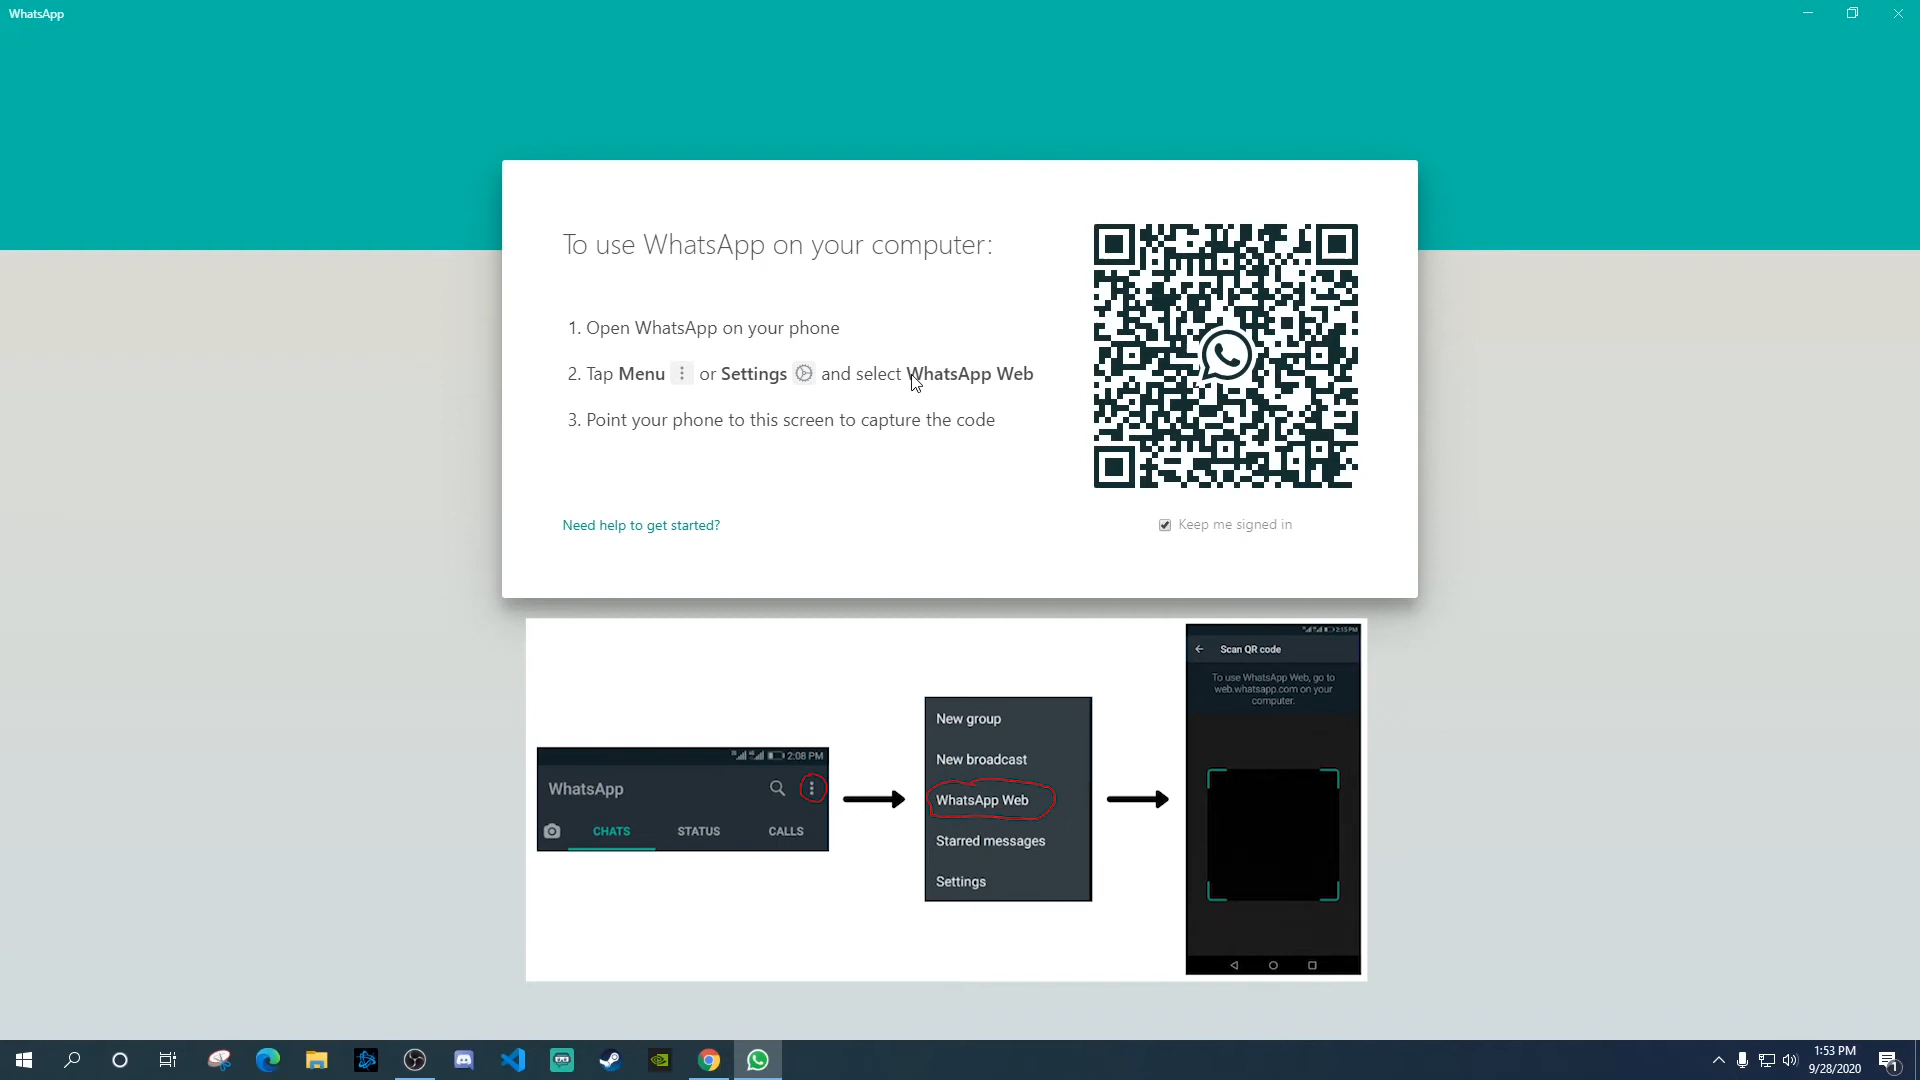 WhatsApp
To use WhatsApp on your computer:
1. Open WhatsApp on your phone
2. Tap Menu or Settings and select WhatsApp Web
3. Point your phone to this screen to capture the code
Need help to get started?
Keep me signed in
2:08 PM
WhatsApp
CHATS STATUS CALLS
New group
New broadcast
WhatsApp Web
Starred messages
Settings
2:15 PM
Scan QR code
To use WhatsApp Web, go to
web.whatsapp.com on your
computer.
1:53 PM
9/28/2020
1